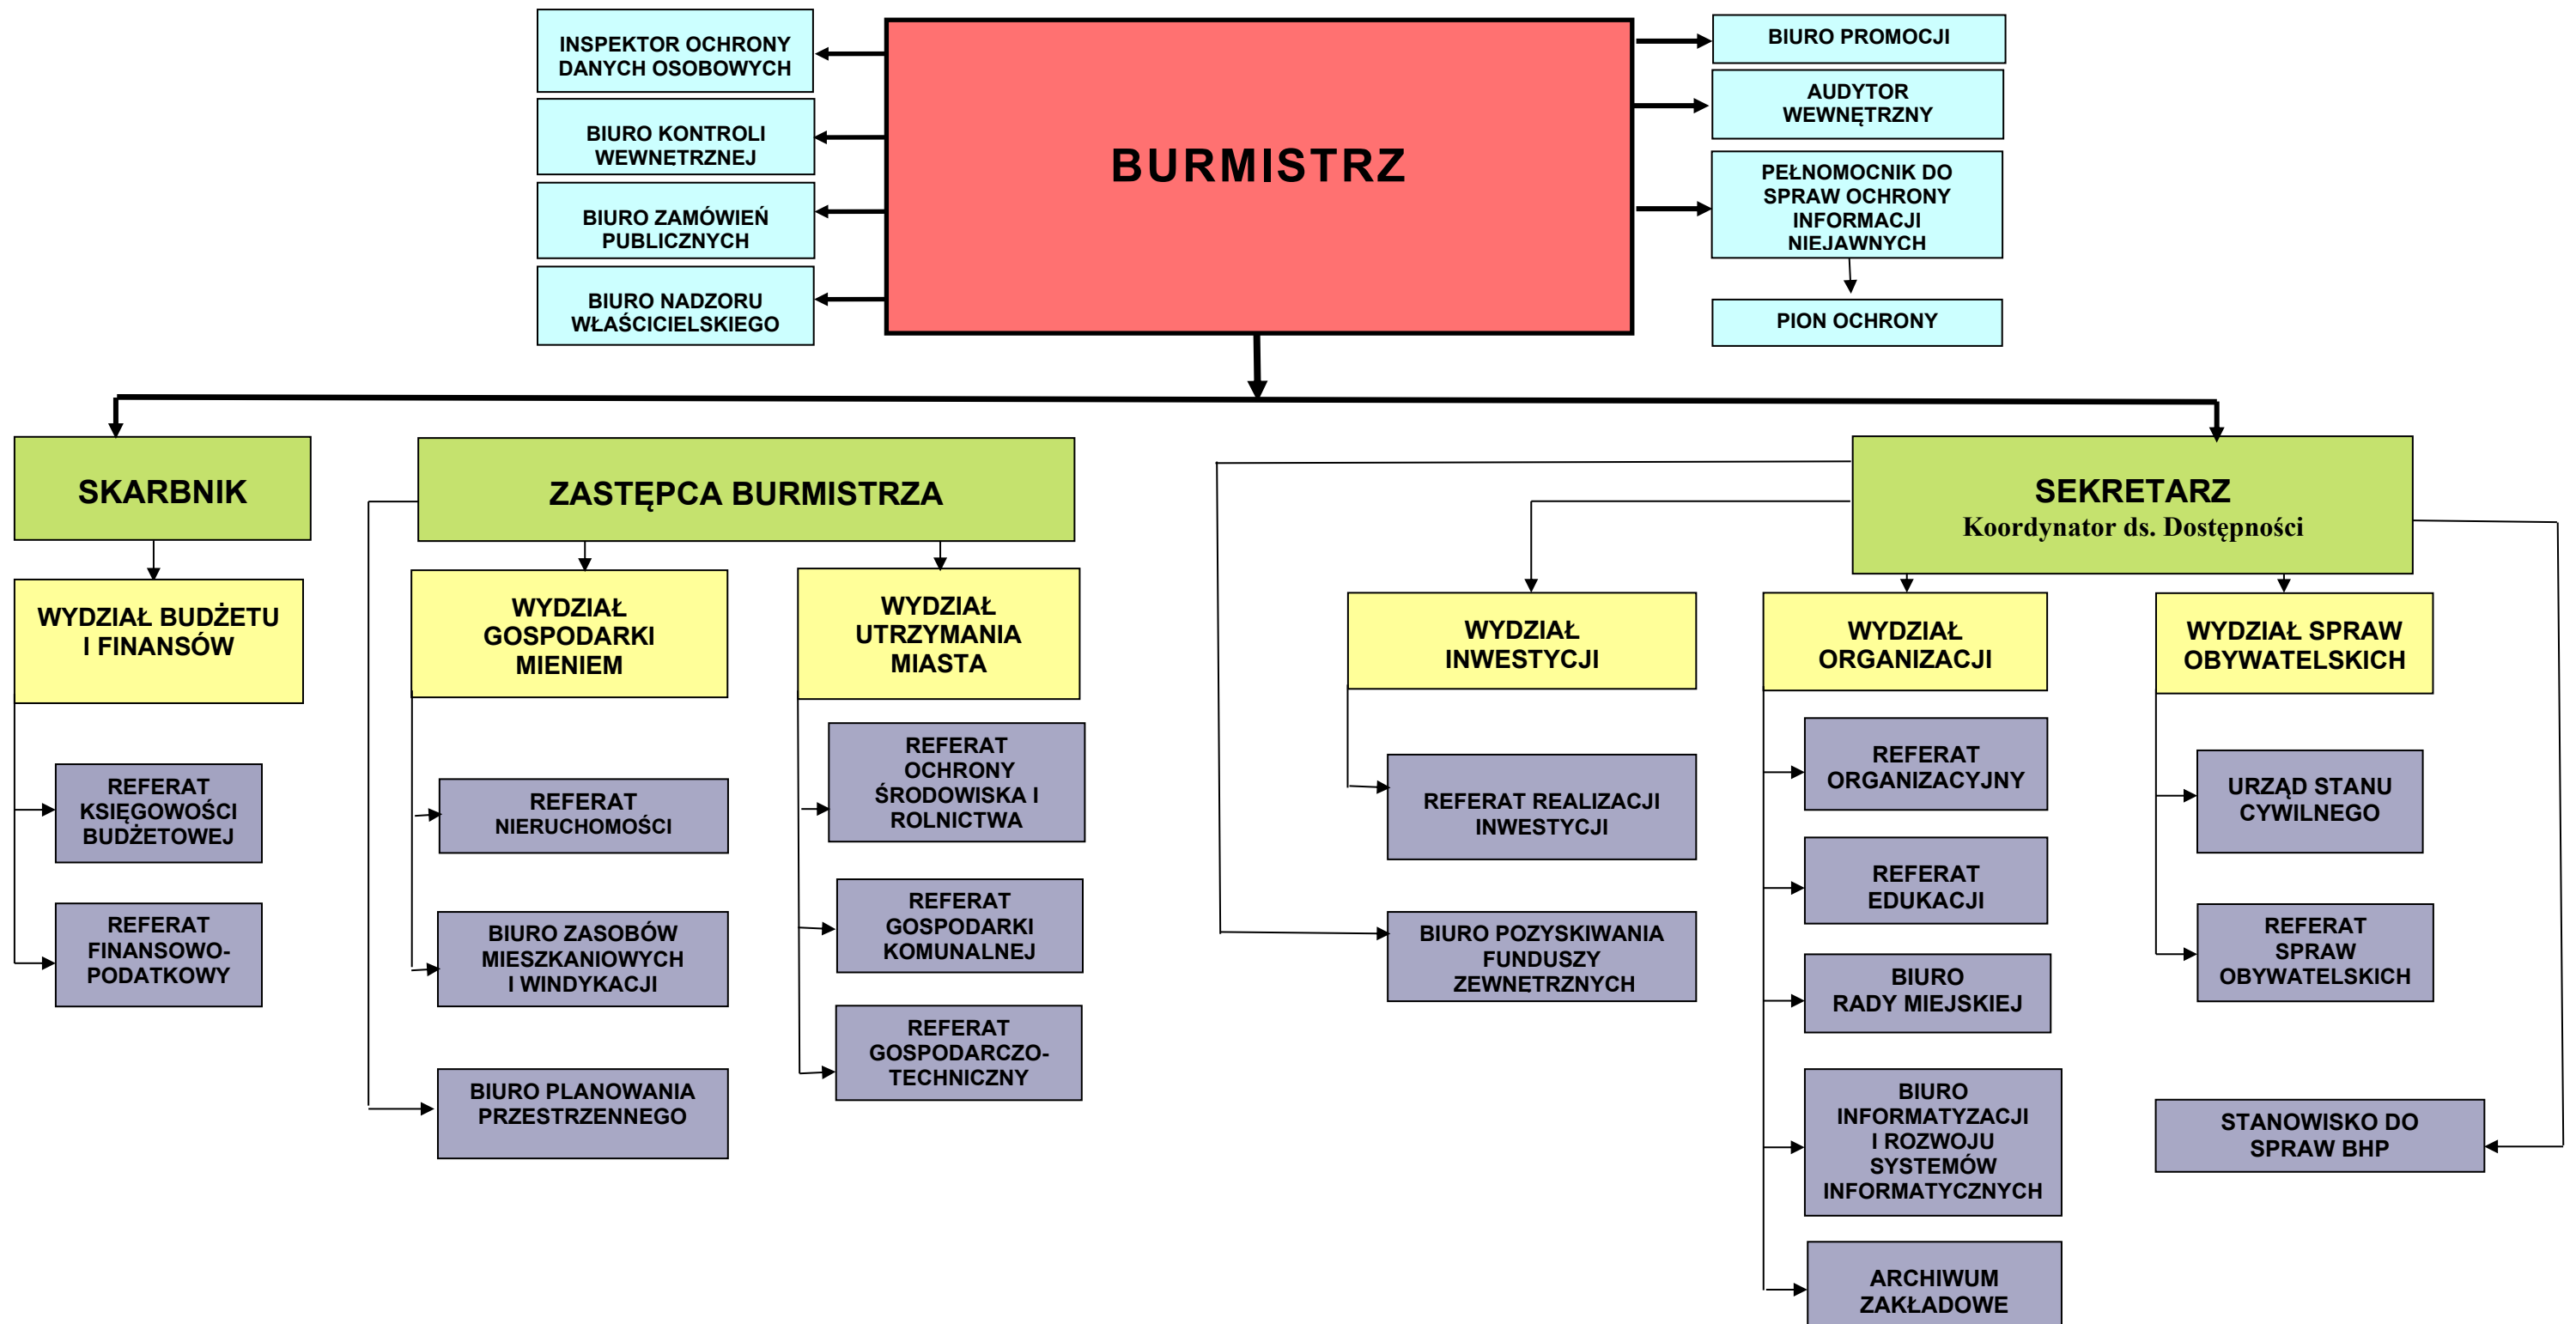 INSPEKTOR OCHRONY
DANYCH OSOBOWYCH
BIURO KONTROLI
WEWNĘTRZNEJ
BIURO ZAMÓWIEŃ
PUBLICZNYCH
BIURO NADZORU
WŁAŚCICIELSKIEGO
BURMISTRZ
BIURO PROMOCJI
AUDYTOR
WEWNĘTRZNY
PEŁNOMOCNIK DO
SPRAW OCHRONY
INFORMACJI
NIEJAWNYCH
PION OCHRONY
SKARBNIK
ZASTĘPCA BURMISTRZA
SEKRETARZ
Koordynator ds. Dostępności
WYDZIAŁ BUDŻETU
I FINANSÓW
REFERAT
KSIĘGOWOŚCI
BUDŻETOWEJ
REFERAT
FINANSOWO-
PODATKOWY
WYDZIAŁ
GOSPODARKI
MIENIEM
REFERAT
NIERUCHOMOŚCI
BIURO ZASOBÓW
MIESZKANIOWYCH
I WINDYKACJI
BIURO PLANOWANIA
PRZESTRZENNEGO
WYDZIAŁ
UTRZYMANIA
MIASTA
REFERAT
OCHRONY
ŚRODOWISKA I
ROLNICTWA
REFERAT
GOSPODARKI
KOMUNALNEJ
REFERAT
GOSPODARCZO-
TECHNICZNY
WYDZIAŁ
INWESTYCJI
REFERAT REALIZACJI
INWESTYCJI
BIURO POZYSKIWANIA
FUNDUSZY
ZEWNĘTRZNYCH
WYDZIAŁ
ORGANIZACJI
REFERAT
ORGANIZACYJNY
REFERAT
EDUKACJI
BIURO
RADY MIEJSKIEJ
BIURO
INFORMATYZACJI
I ROZWOJU
SYSTEMÓW
INFORMATYCZNYCH
ARCHIWUM
ZAKŁADOWE
WYDZIAŁ SPRAW
OBYWATELSKICH
URZĄD STANU
CYWILNEGO
REFERAT
SPRAW
OBYWATELSKICH
STANOWISKO DO
SPRAW BHP